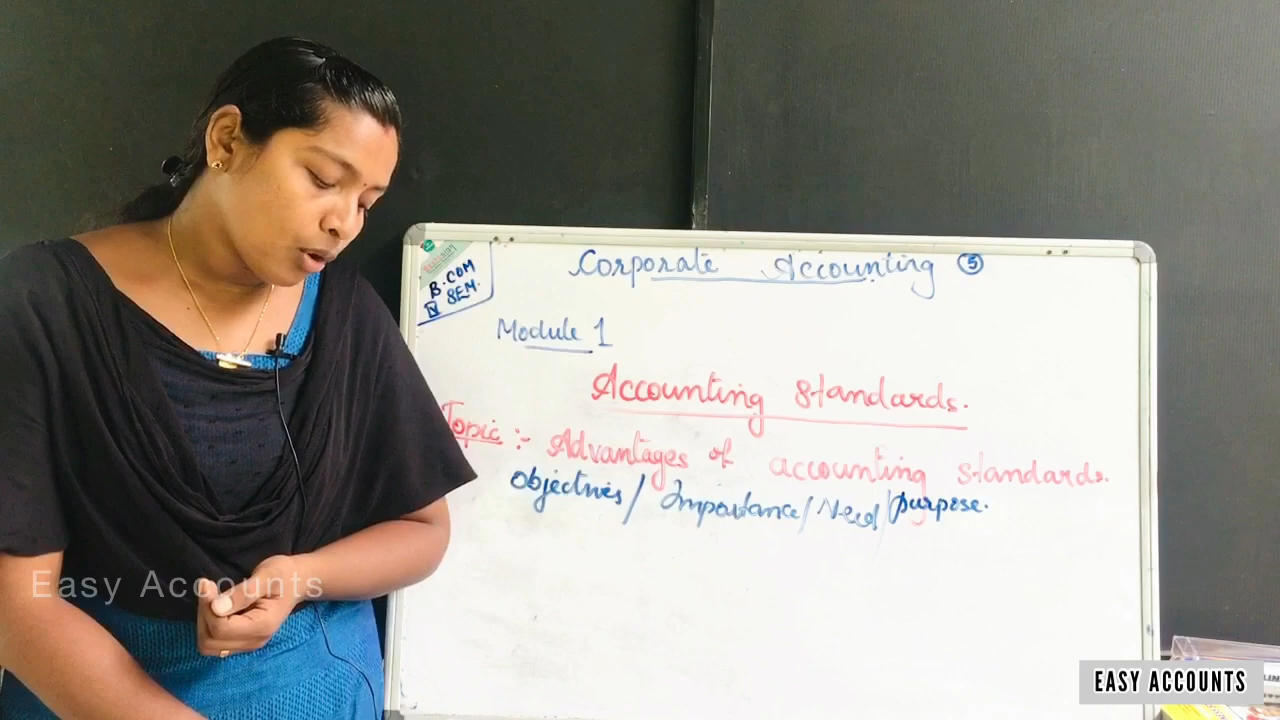 Corporate Accounting 5
B.COM
IV SEM.
Module 1
Accounting standards.
Topic :- Advantages of accounting standards.
Objectives/ Importance/ Need/ purpose.
Easy Accounts
EASY ACCOUNTS